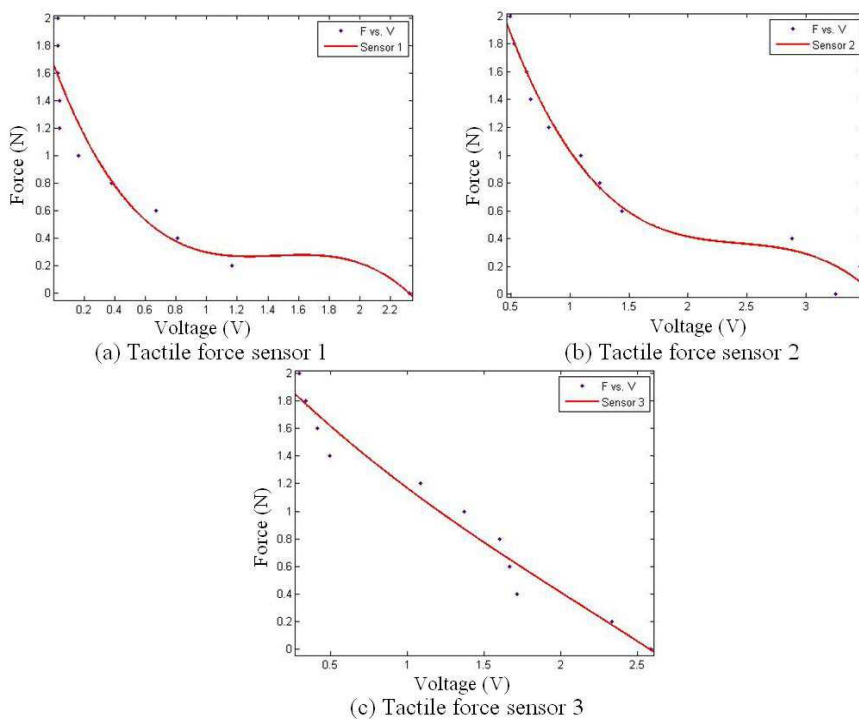 F vs. V
Sensor 1
2
1.8
1.6
1.4
1.2
1
0.8
0.6
0.4
0.2
0
Force (N)
0.2 0.4 0.6 0.8 1 1.2 1.4 1.6 1.8 2 2.2
Voltage (V)
(a) Tactile force sensor 1
F vs. V
Sensor 2
2
1.8
1.6
1.4
1.2
1
0.8
0.6
0.4
0.2
0
Force (N)
0.5 1 1.5 2 2.5 3
Voltage (V)
(b) Tactile force sensor 2
F vs. V
Sensor 3
2
1.8
1.6
1.4
1.2
1
0.8
0.6
0.4
0.2
0
Force (N)
0.5 1 1.5 2 2.5
Voltage (V)
(c) Tactile force sensor 3